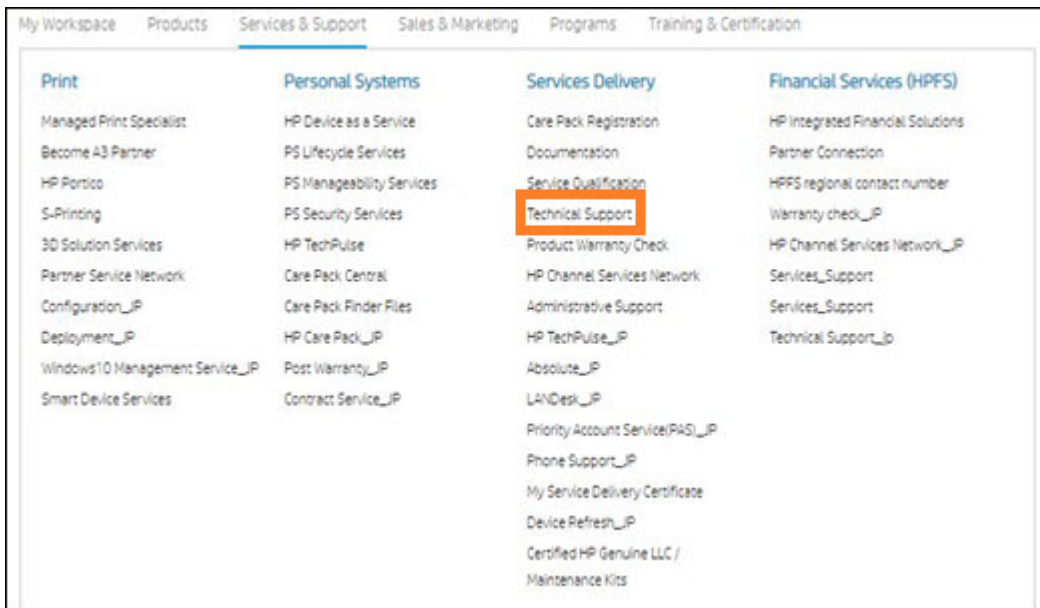 My Workspace Products Services & Support Sales & Marketing Programs Training & Certification
Print
Managed Print Specialist
Become A3 Partner
HP Portico
S-Printing
3D Solution Services
Partner Service Network
Configuration_JP
Deployment_JP
Windows10 Management Service_JP
Smart Device Services
Personal Systems
HP Device as a Service
PS Lifecycle Services
PS Manageability Services
PS Security Services
HP TechPulse
Care Pack Central
Care Pack Finder Files
HP Care Pack_JP
Post Warranty_JP
Contract Service_JP
Services Delivery
Care Pack Registration
Documentation
Service Qualification
Technical Support
Product Warranty Check
HP Channel Services Network
Administrative Support
HP TechPulse_JP
Absolute_JP
LANDesk_JP
Priority Account Service(PAS)_JP
Phone Support_JP
My Service Delivery Certificate
Device Refresh_JP
Certified HP Genuine LLC /
Maintenance Kits
Financial Services (HPFS)
HP Integrated Financial Solutions
Partner Connection
HPFS regional contact number
Warranty check_JP
HP Channel Services Network_JP
Services_Support
Services_Support
Technical Support_jp